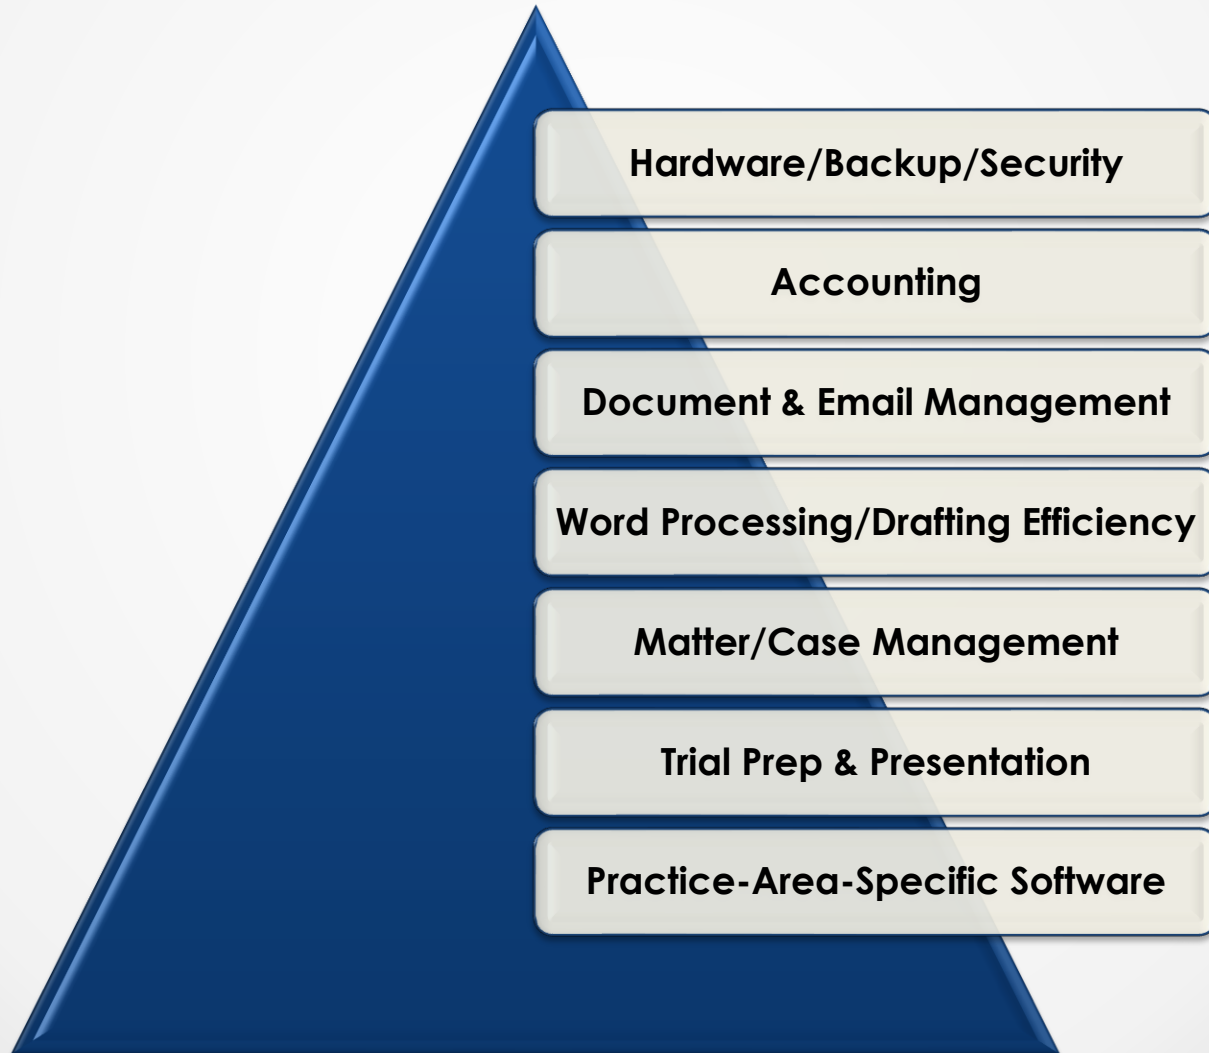 Hardware/Backup/Security
Accounting
Document & Email Management
Word Processing/Drafting Efficiency
Matter/Case Management
Trial Prep & Presentation
Practice-Area-Specific Software